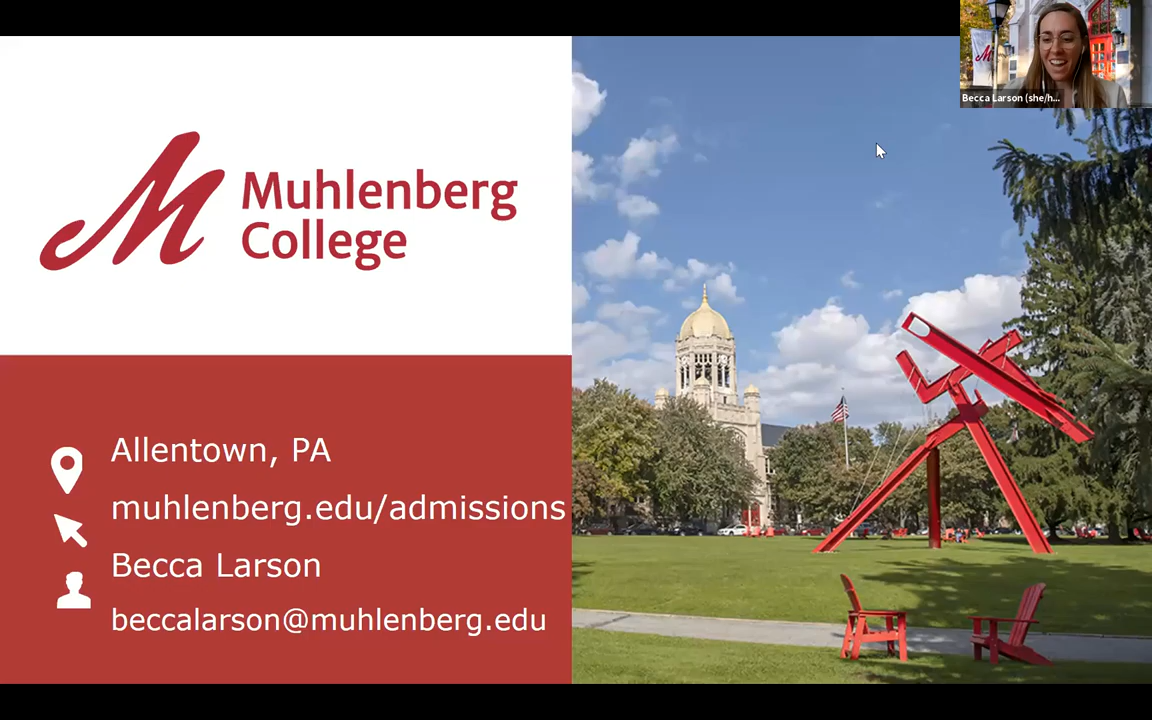 Muhlenberg
College
Allentown, PA
muhlenberg.edu/admissions
Becca Larson
beccalarson@muhlenberg.edu
M
Becca Larson (she/h...